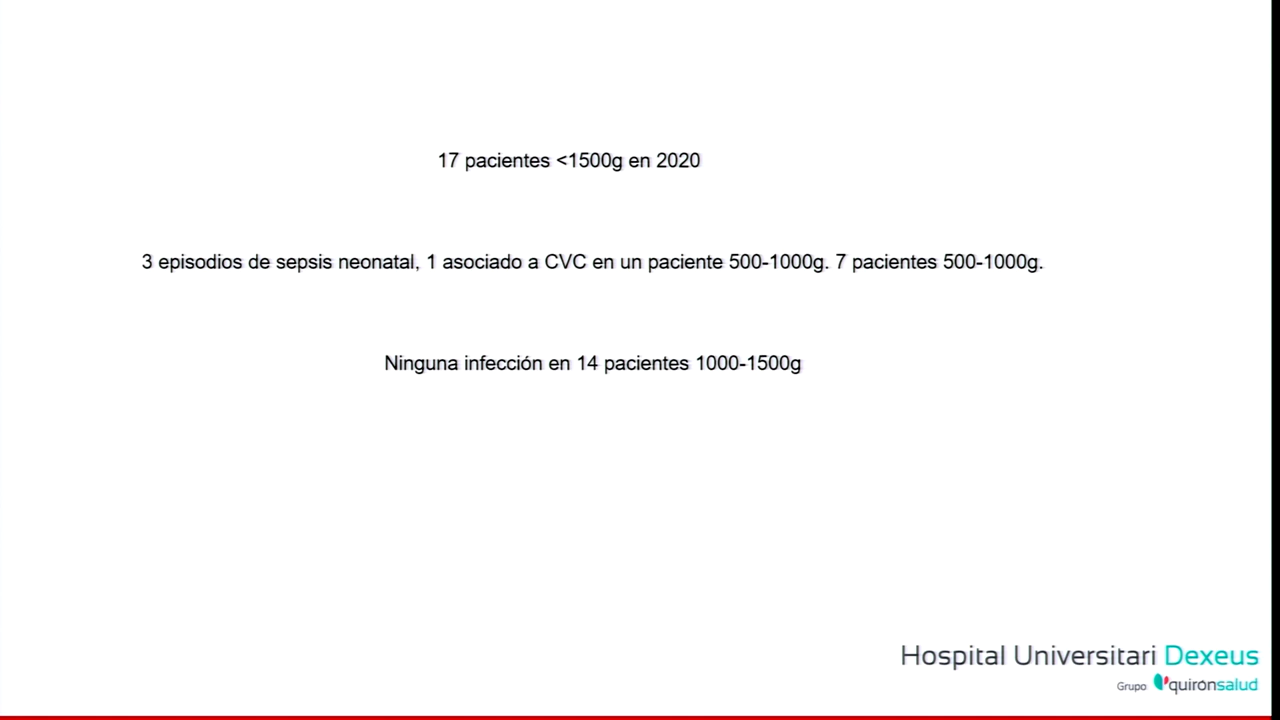 17 pacientes <1500g en 2020
3 episodios de sepsis neonatal, 1 asociado a CVC en un paciente 500-1000g. 7 pacientes 500-1000g.
Ninguna infección en 14 pacientes 1000-1500g
Hospital Universitari Dexeus
Grupo quirónsalud